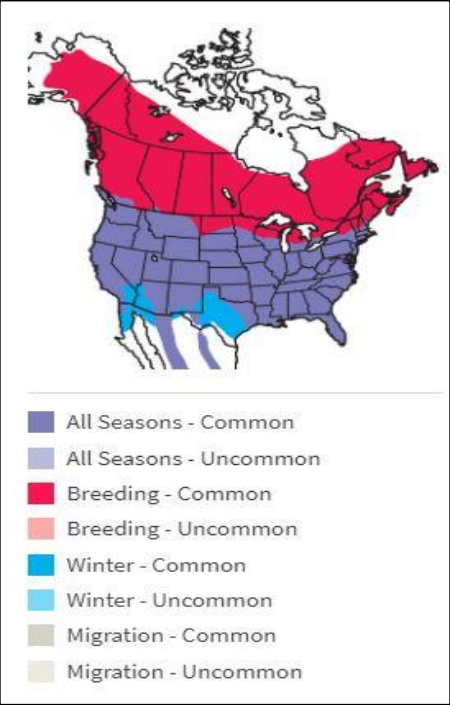 All Seasons - Common
All Seasons - Uncommon
Breeding - Common
Breeding - Uncommon
Winter - Common
Winter - Uncommon
Migration - Common
Migration - Uncommon